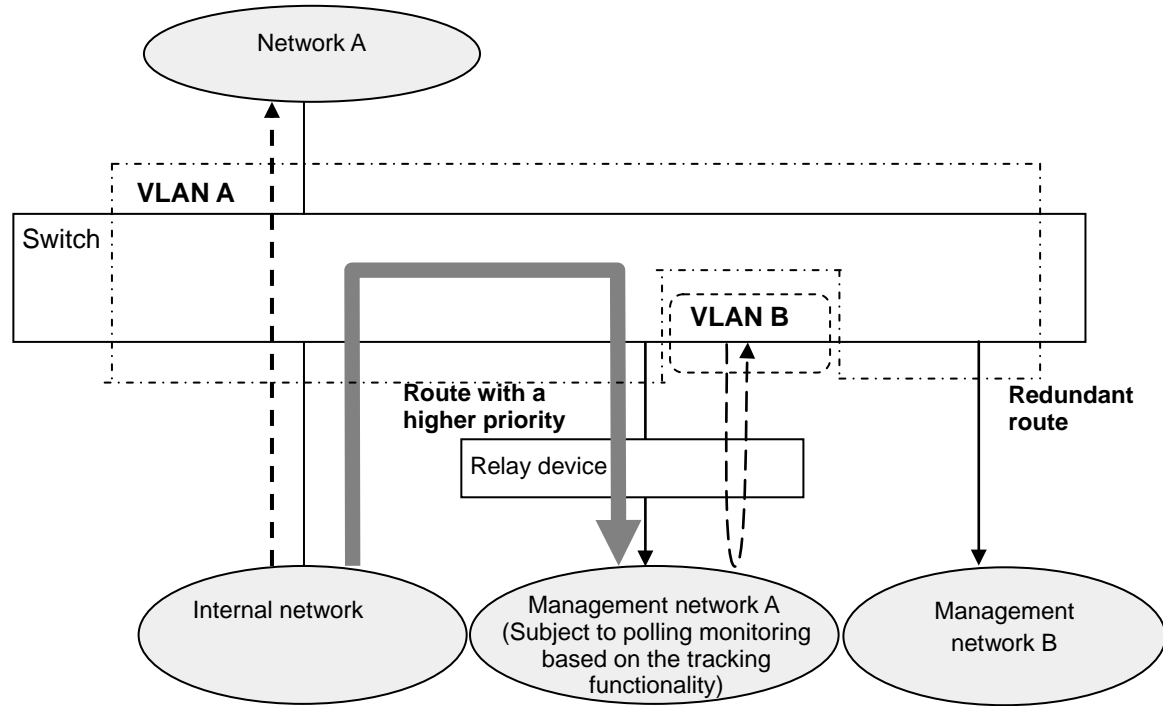 Network A
VLAN A
Switch
VLAN B
Route with a
higher priority
Redundant
route
Relay device
Internal network
Management network A
(Subject to polling monitoring
based on the tracking
functionality)
Management
network B